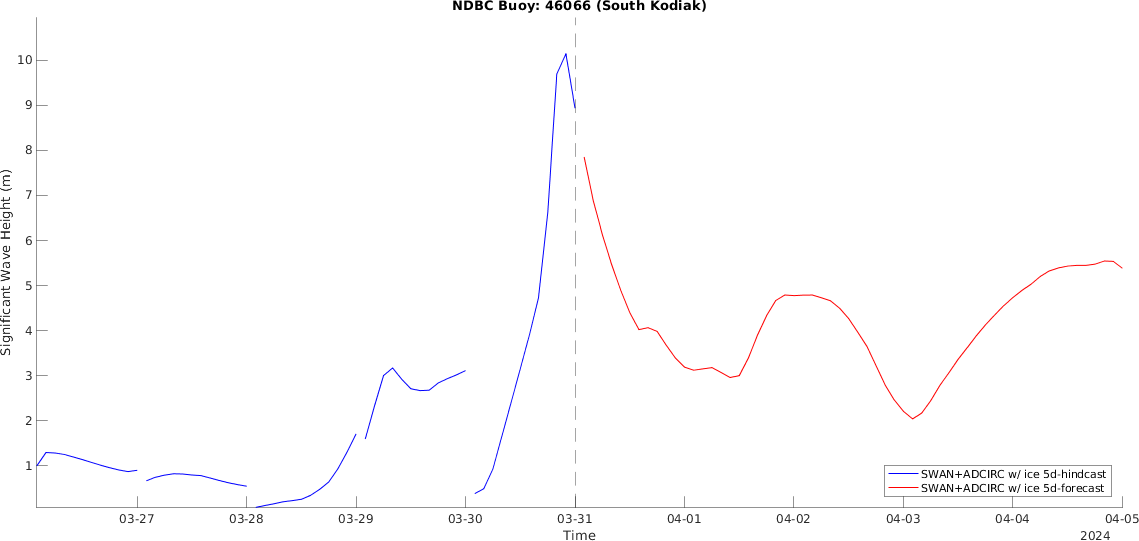 NDBC Buoy: 46066 (South Kodiak)
Significant Wave Height (m)
10
9
8
7
6
5
4
3
2
1
SWAN+ADCIRC w/ ice 5d-hindcast
SWAN+ADCIRC w/ ice 5d-forecast
03-27 03-28 03-29 03-30 03-31 04-01 04-02 04-03 04-04 04-05
Time
2024